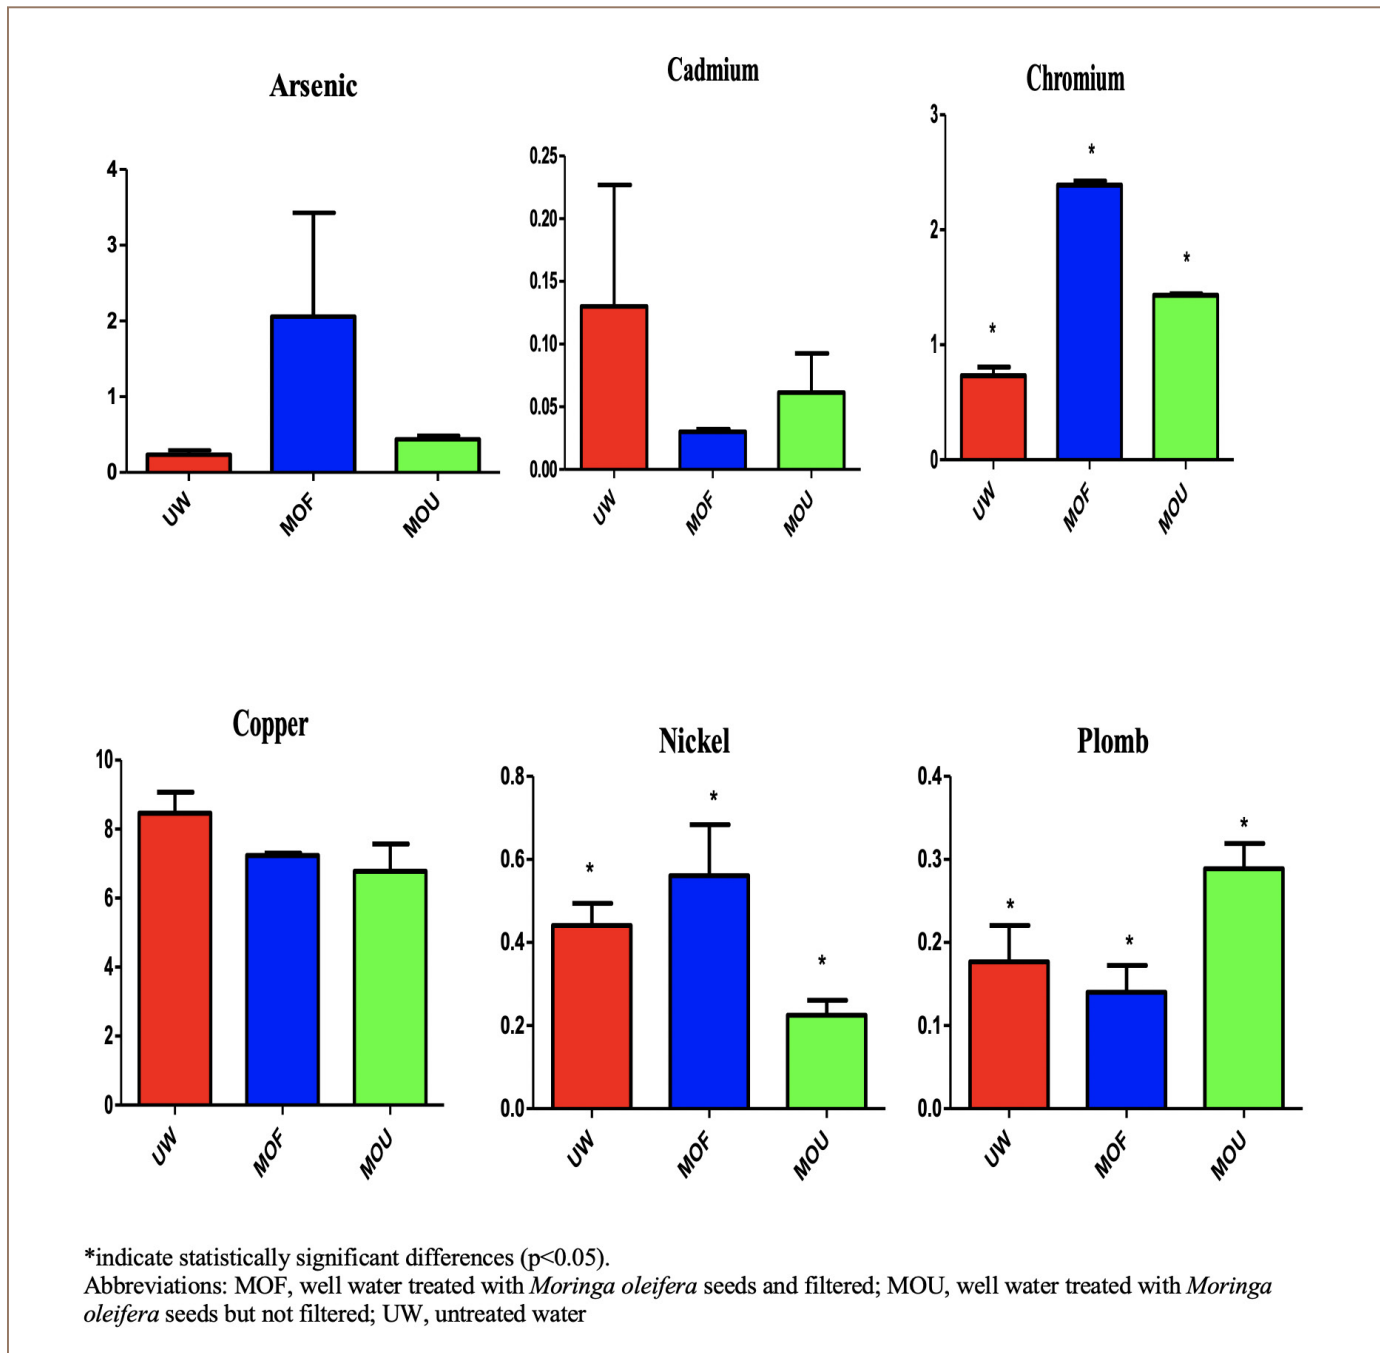 Arsenic
4
3
2
1
0
UW
MOF
MOU
Cadmium
0.25
0.20
0.15
0.10
0.05
0.00
UW
MOF
MOU
Chromium
3
2
1
0
*
*
*
UW
MOF
MOU
Copper
10
8
6
4
2
0
UW
MOF
MOU
Nickel
0.8
0.6
0.4
0.2
0.0
*
*
*
UW
MOF
MOU
Plomb
0.4
0.3
0.2
0.1
0.0
*
*
*
UW
MOF
MOU
*indicate statistically significant differences (p<0.05).
Abbreviations: MOF, well water treated with Moringa oleifera seeds and filtered; MOU, well water treated with Moringa
oleifera seeds but not filtered; UW, untreated water